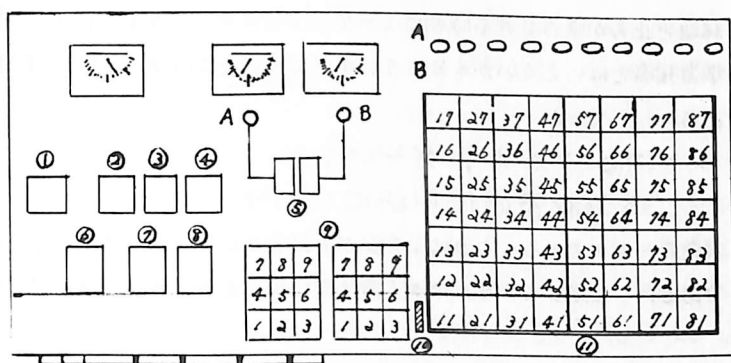 A
B
A B
① ② ③ ④
⑤
⑥ ⑦ ⑧
⑨
7 8 9 7 8 9
4 5 6 4 5 6
1 2 3 1 2 3
17 27 37 47 57 67 77 87
16 26 36 46 56 66 76 86
15 25 35 45 55 65 75 85
14 24 34 44 54 64 74 84
13 23 33 43 53 63 73 83
12 22 32 42 52 62 72 82
11 21 31 41 51 61 71 81
⑩ ⑪